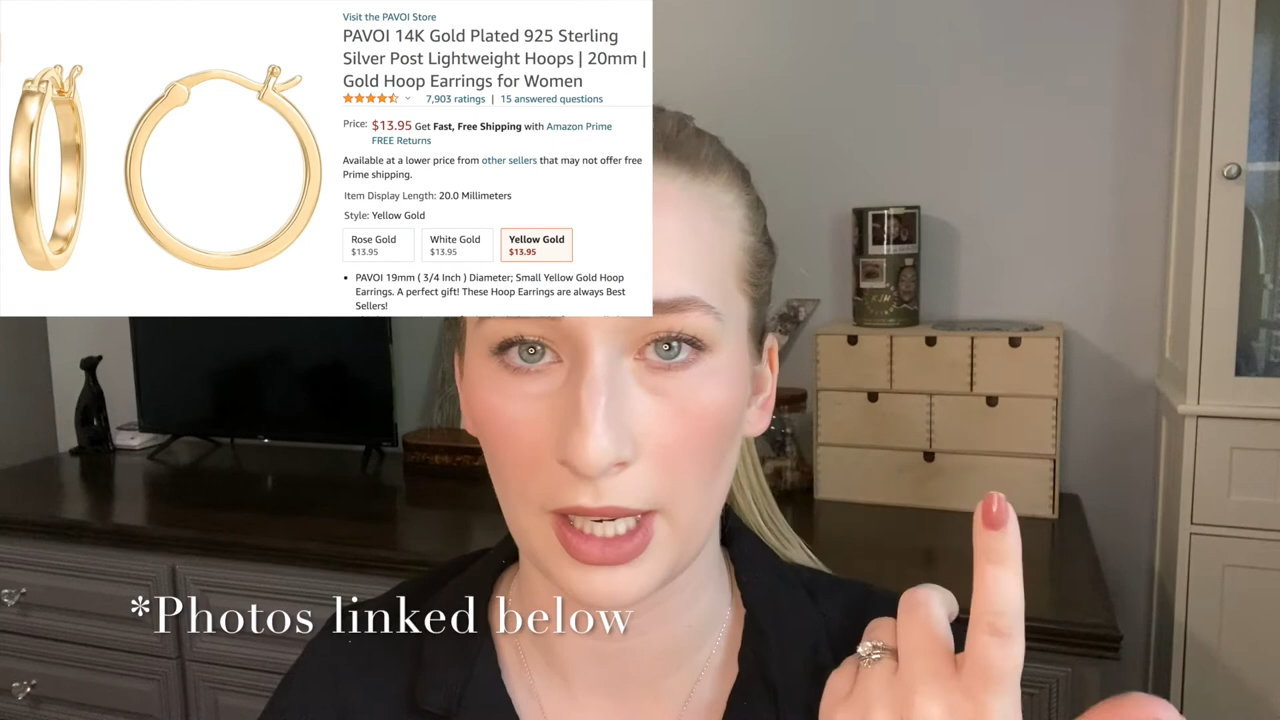 Visit the PAVOI Store
PAVOI 14K Gold Plated 925 Sterling
Silver Post Lightweight Hoops | 20mm |
Gold Hoop Earrings for Women
7,903 ratings | 15 answered questions
Price: $13.95 Get Fast, Free Shipping with Amazon Prime
FREE Returns
Available at a lower price from other sellers that may not offer free
Prime shipping.
Item Display Length: 20.0 Millimeters
Style: Yellow Gold
Rose Gold White Gold Yellow Gold
$13.95 $13.95 $13.95
• PAVOI 19mm ( 3/4 Inch ) Diameter; Small Yellow Gold Hoop
Earrings. A perfect gift! These Hoop Earrings are always Best
Sellers!
*Photos linked below